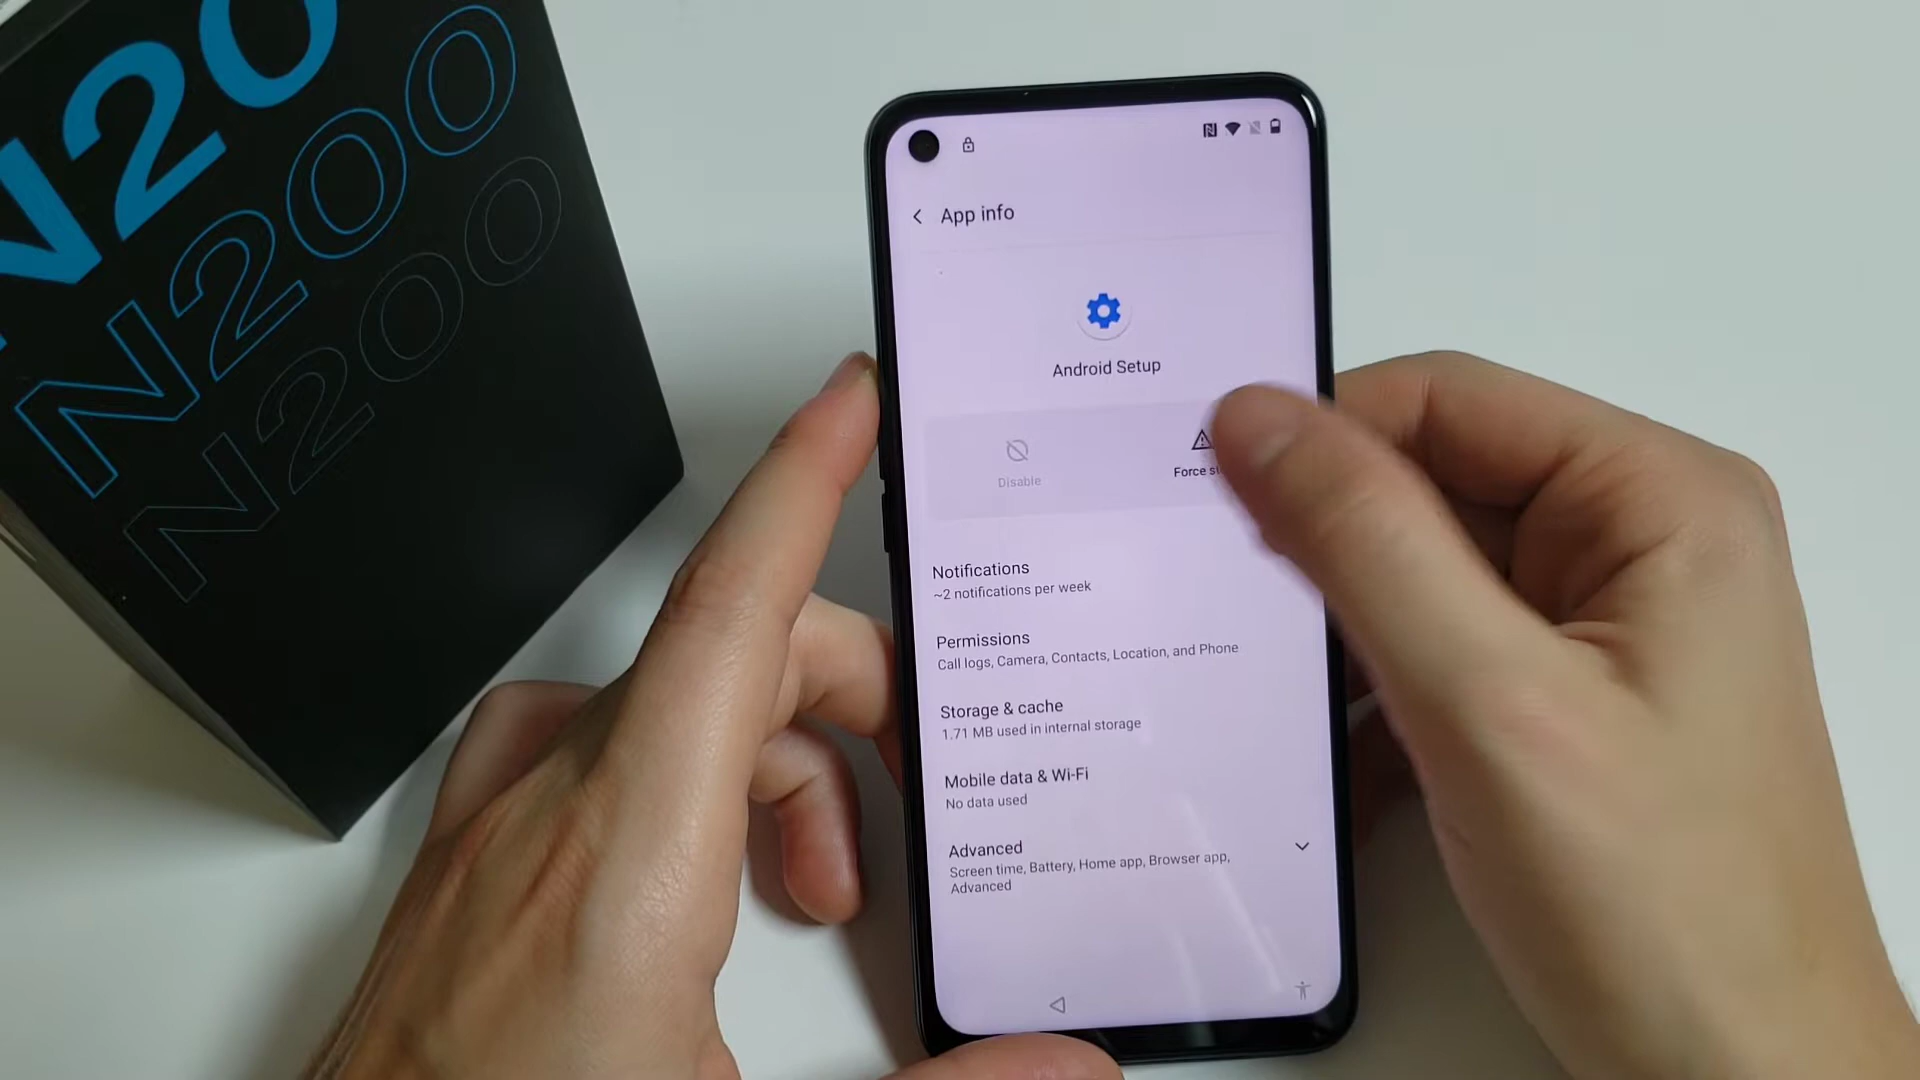 N20
N200
N200
App info
Android Setup
Disable
Force
Notifications
~2 notifications per week
Permissions
Call logs, Camera, Contacts, Location, and Phone
Storage & cache
1.71 MB used in internal storage
Mobile data & Wi-Fi
No data used
Advanced
Screen time, Battery, Home app, Browser app,
Advanced